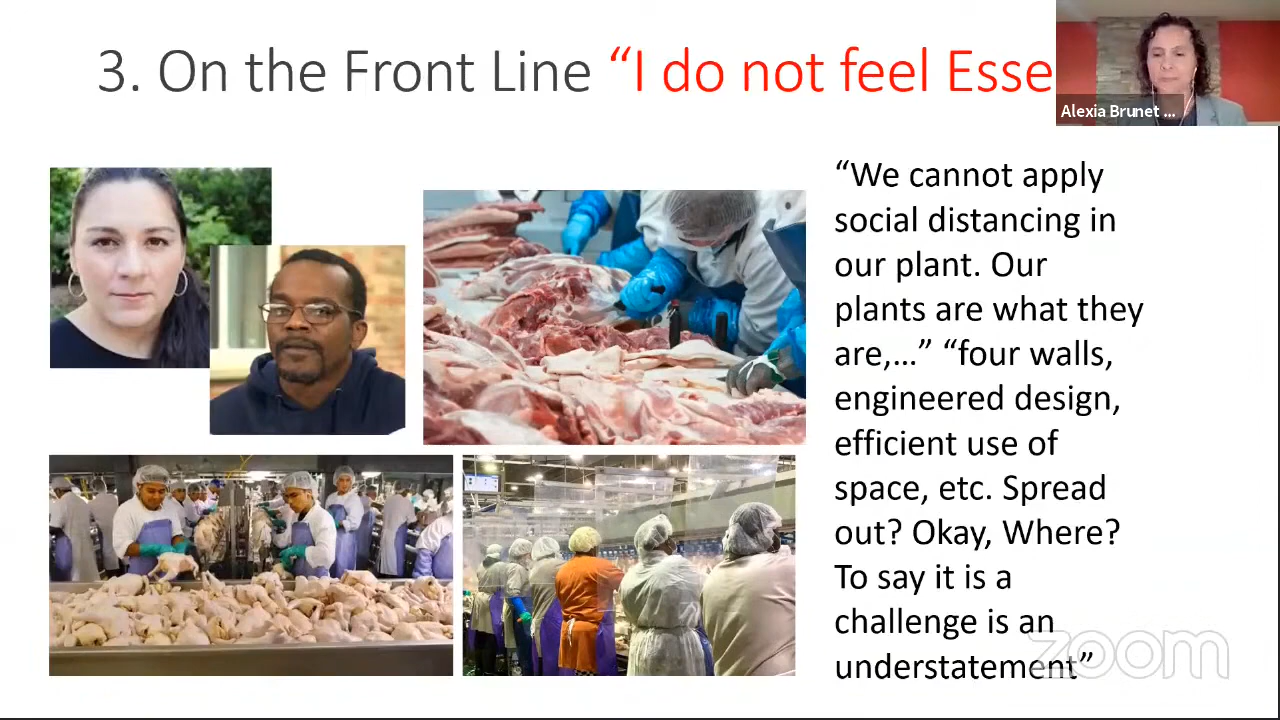 3. On the Front Line “I do not feel Esse
Alexia Brunet ...
“We cannot apply
social distancing in
our plant. Our
plants are what they
are,…” “four walls,
engineered design,
efficient use of
space, etc. Spread
out? Okay, Where?
To say it is a
challenge is an
understatement”
zoom